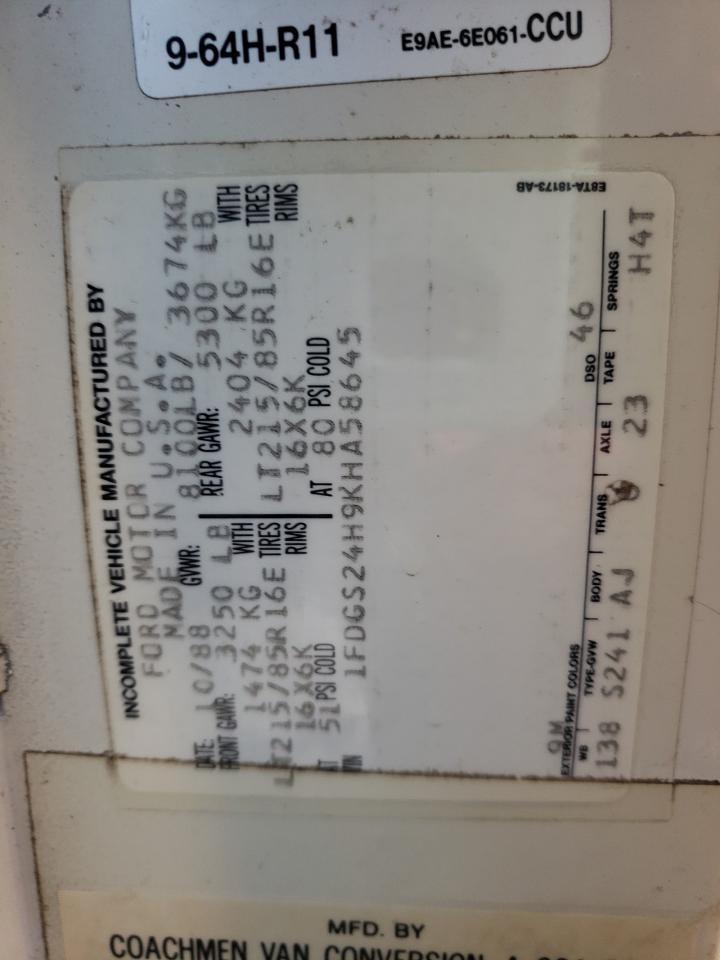 9-64H-R11 E9AE-6E061-CCU
INCOMPLETE VEHICLE MANUFACTURED BY
FORD MOTOR COMPANY
MADE IN U.S.A.
DATE: 10/88 GVWR: 8100LB/ 3674KG
FRONT GAWR: 3250 LB REAR GAWR: 5300 LB
1474 KG WITH 2404 KG WITH
LT215/85R16E TIRES LT215/85R16E TIRES
16X6K RIMS 16X6K RIMS
AT 51 PSI COLD AT 80 PSI COLD
VIN 1FDGS24H9KHA58645
9M
EXTERIOR PAINT COLORS DSO 46
WB TYPE-GVW BODY TRANS AXLE TAPE SPRINGS
138 S241 AJ 23 H4T
E8TA-18173-AB
MFD. BY
COACHMEN VAN CONVERSION